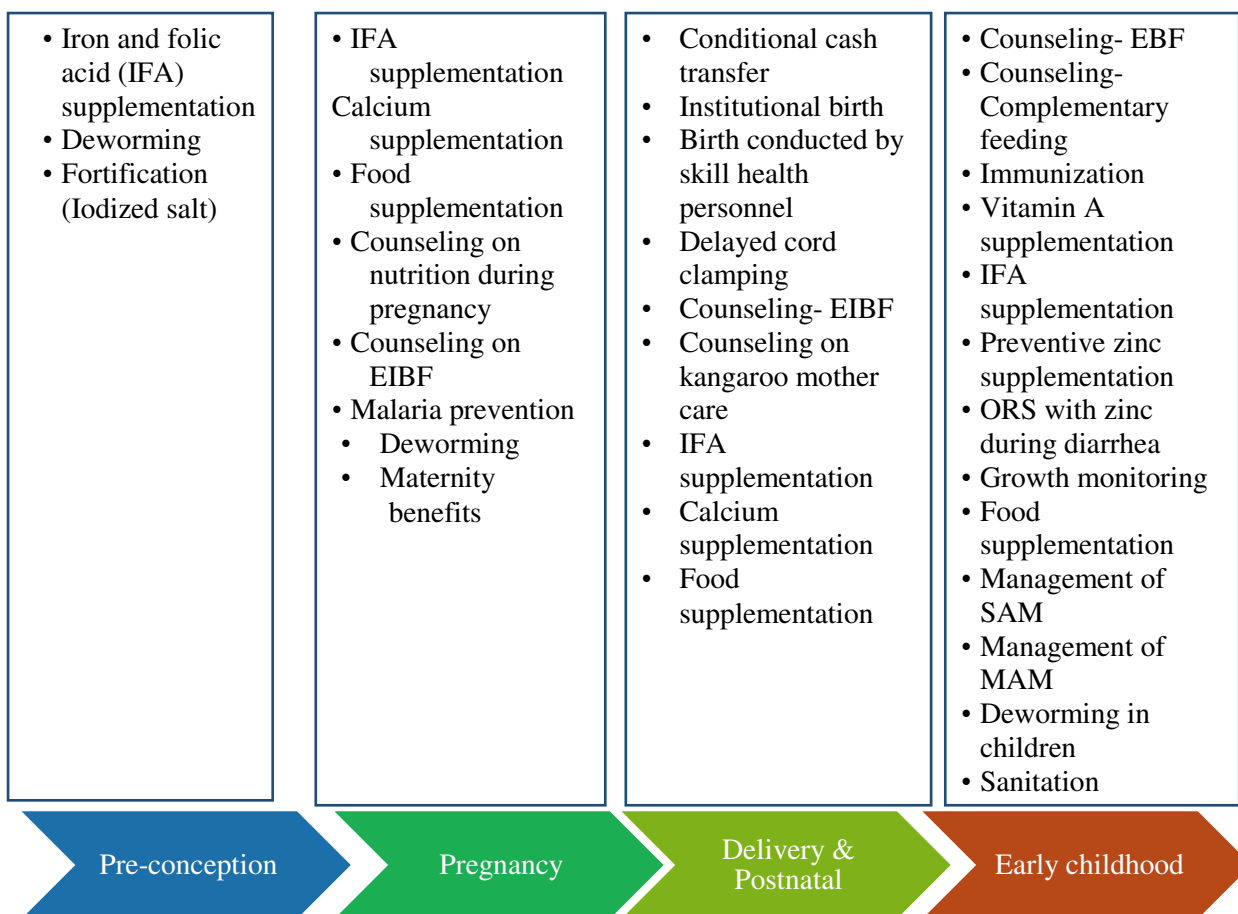 • Iron and folic
acid (IFA)
supplementation
• Deworming
• Fortification
(Iodized salt)
• IFA
supplementation
Calcium
supplementation
• Food
supplementation
• Counseling on
nutrition during
pregnancy
• Counseling on
EIBF
• Malaria prevention
• Deworming
• Maternity
benefits
• Conditional cash
transfer
• Institutional birth
• Birth conducted by
skill health
personnel
• Delayed cord
clamping
• Counseling- EIBF
• Counseling on
kangaroo mother
care
• IFA
supplementation
• Calcium
supplementation
• Food
supplementation
• Counseling- EBF
• Counseling-
Complementary
feeding
• Immunization
• Vitamin A
supplementation
• IFA
supplementation
• Preventive zinc
supplementation
• ORS with zinc
during diarrhea
• Growth monitoring
• Food
supplementation
• Management of
SAM
• Management of
MAM
• Deworming in
children
• Sanitation
Pre-conception
Pregnancy
Delivery &
Postnatal
Early childhood